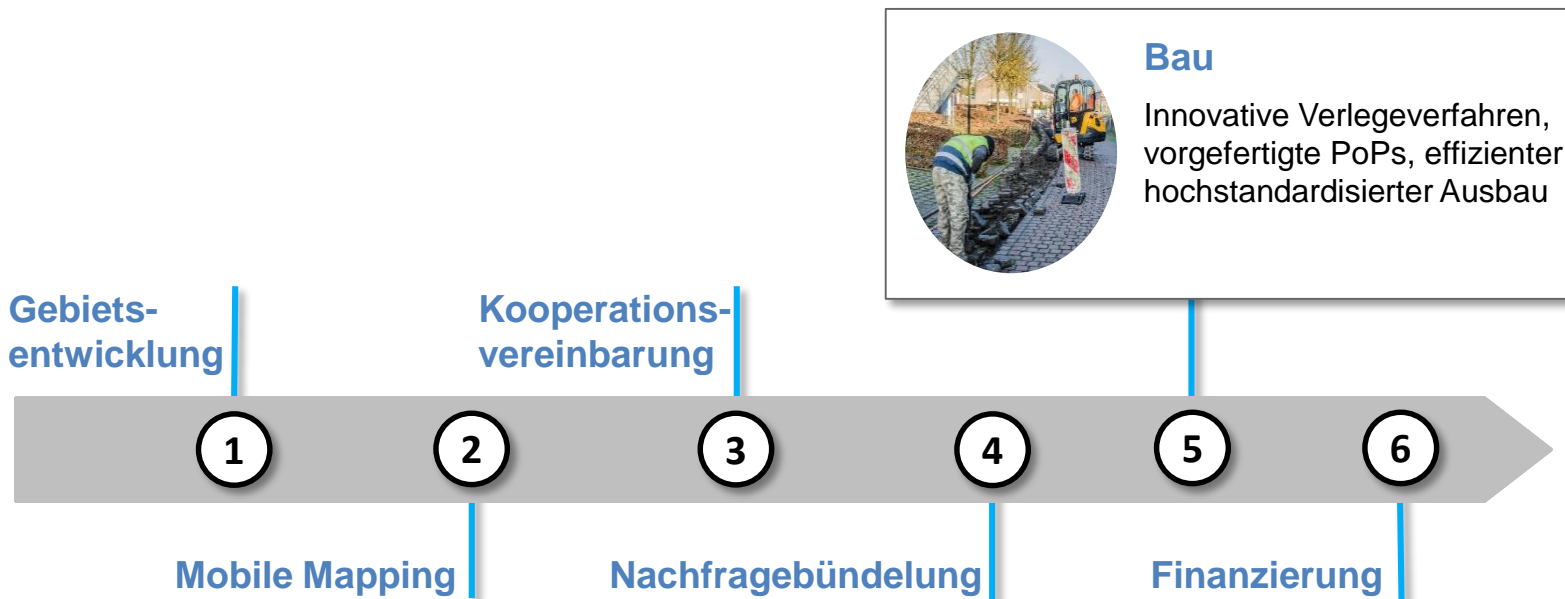 Bau
Innovative Verlegeverfahren,
vorgefertigte PoPs, effizienter
hochstandardisierter Ausbau
Gebiets-
entwicklung
Kooperations-
vereinbarung
1
2
3
4
5
6
Mobile Mapping
Nachfragebündelung
Finanzierung